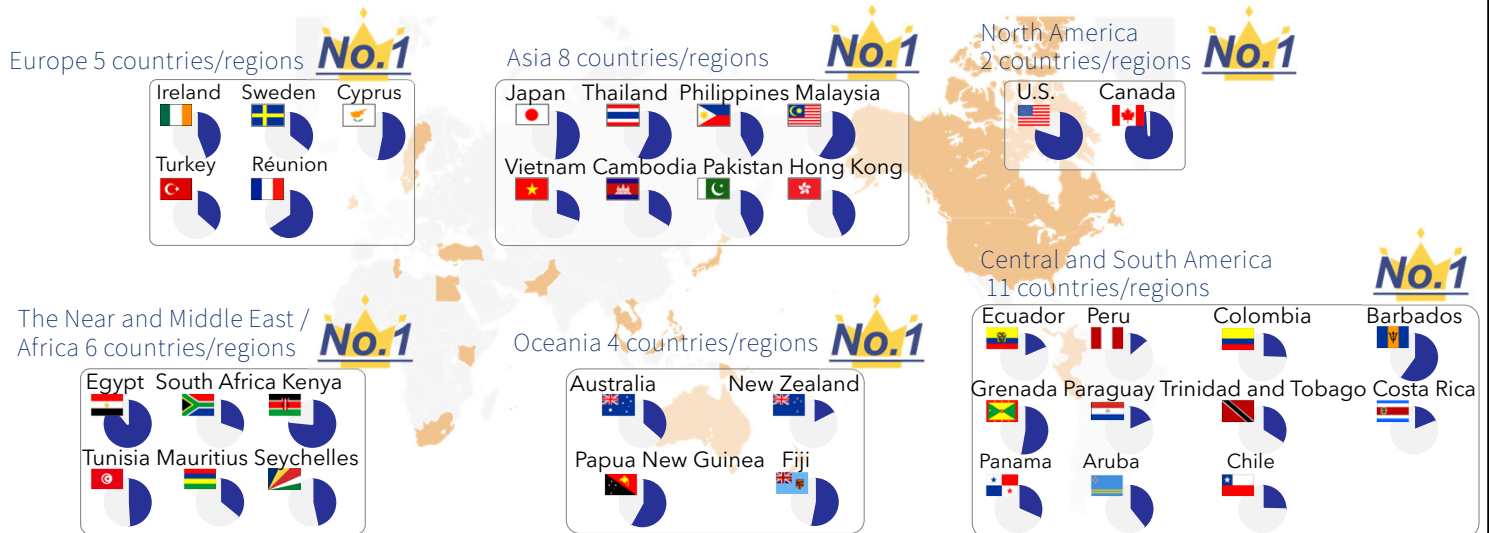 Europe 5 countries/regions
No.1
Ireland Sweden Cyprus
Turkey Réunion
Asia 8 countries/regions
No.1
Japan Thailand Philippines Malaysia
Vietnam Cambodia Pakistan Hong Kong
North America
2 countries/regions
No.1
U.S. Canada
The Near and Middle East /
Africa 6 countries/regions
No.1
Egypt South Africa Kenya
Tunisia Mauritius Seychelles
Oceania 4 countries/regions
No.1
Australia New Zealand
Papua New Guinea Fiji
Central and South America
11 countries/regions
No.1
Ecuador Peru Colombia Barbados
Grenada Paraguay Trinidad and Tobago Costa Rica
Panama Aruba Chile